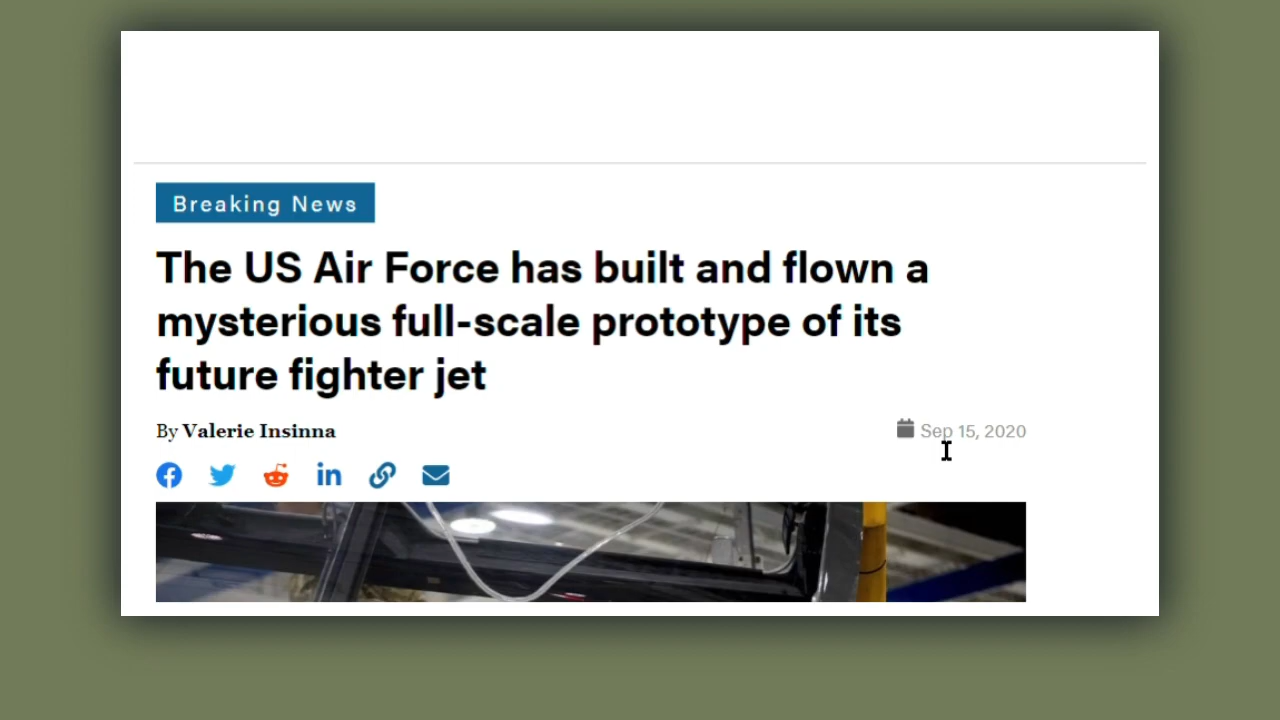 Breaking News
The US Air Force has built and flown a
mysterious full-scale prototype of its
future fighter jet
By Valerie Insinna
Sep 15, 2020